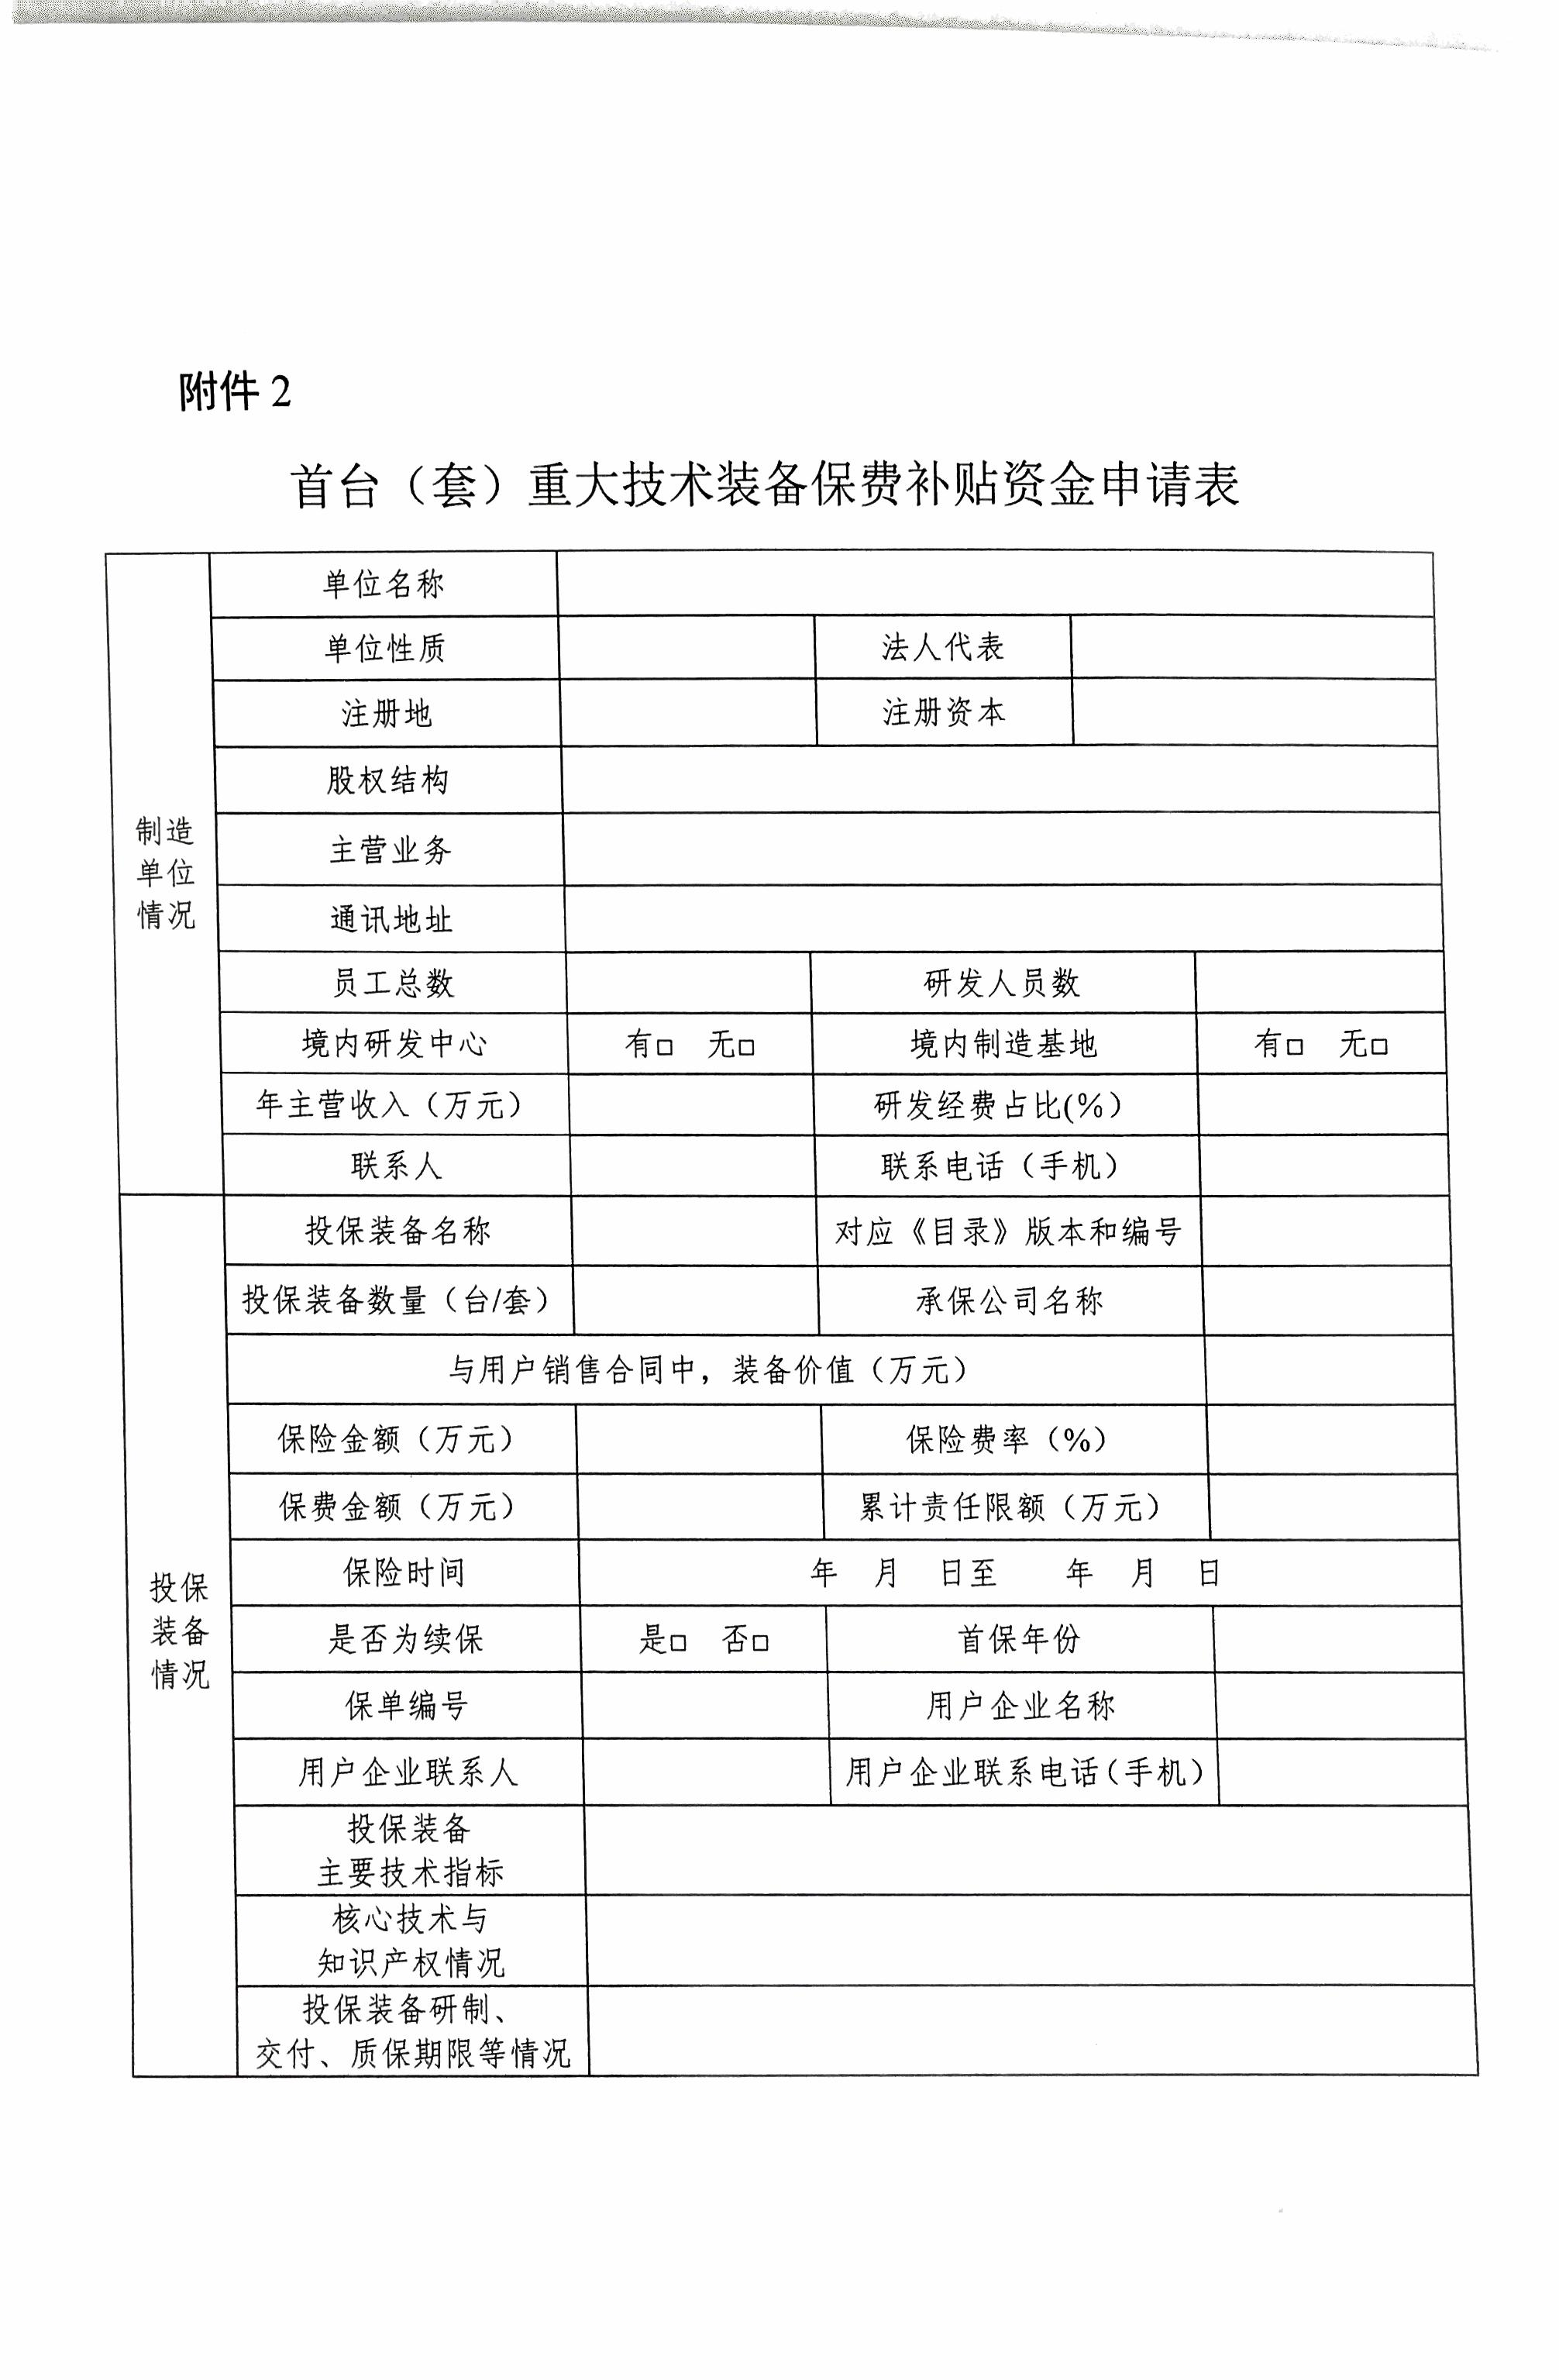 附件2
首台（套）重大技术装备保费补贴资金申请表
制造
单位
情况
单位名称
单位性质 法人代表
注册地 注册资本
股权结构
主营业务
通讯地址
员工总数 研发人员数
境内研发中心 有□ 无□ 境内制造基地 有□ 无□
年主营收入（万元） 研发经费占比(%）
联系人 联系电话（手机）
投保
装备
情况
投保装备名称 对应《目录》版本和编号
投保装备数量（台/套） 承保公司名称
与用户销售合同中，装备价值（万元）
保险金额（万元） 保险费率（%）
保费金额（万元） 累计责任限额（万元）
保险时间 年 月 日至 年 月 日
是否为续保 是□ 否□ 首保年份
保单编号 用户企业名称
用户企业联系人 用户企业联系电话（手机）
投保装备
主要技术指标
核心技术与
知识产权情况
投保装备研制、
交付、质保期限等情况